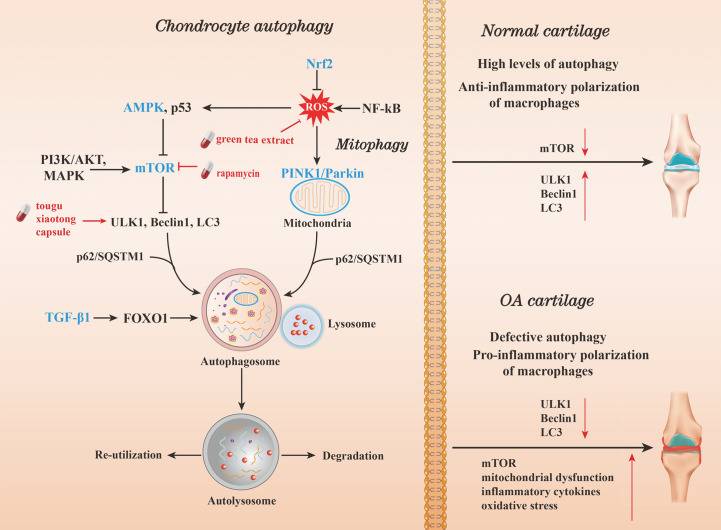 Chondrocyte autophagy
Nrf2
AMPK, p53
ROS
NF-kB
green tea extract
Mitophagy
PI3K/AKT,
MAPK
mTOR
rapamycin
PINK1/Parkin
Mitochondria
tougu
xiaotong
capsule
ULK1, Beclin1, LC3
p62/SQSTM1
p62/SQSTM1
TGF-β1
FOXO1
Lysosome
Autophagosome
Re-utilization
Degradation
Autolysosome
Normal cartilage
High levels of autophagy
Anti-inflammatory polarization
of macrophages
mTOR
ULK1
Beclin1
LC3
OA cartilage
Defective autophagy
Pro-inflammatory polarization
of macrophages
ULK1
Beclin1
LC3
mTOR
mitochondrial dysfunction
inflammatory cytokines
oxidative stress